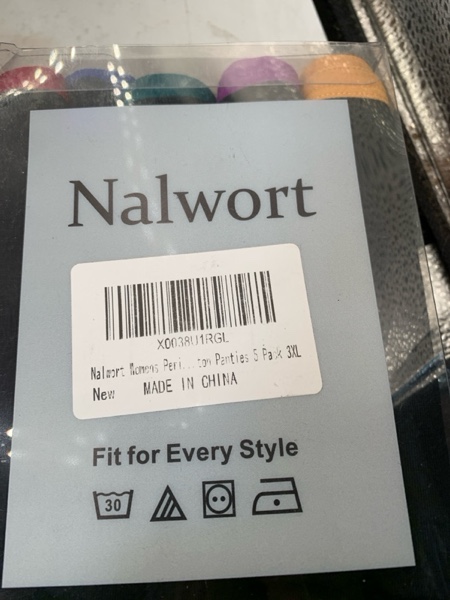 Nalwort
X0038U1RGL
Nalwort Womens Peri...ton Panties 5 Pack 3XL
New MADE IN CHINA
Fit for Every Style
30